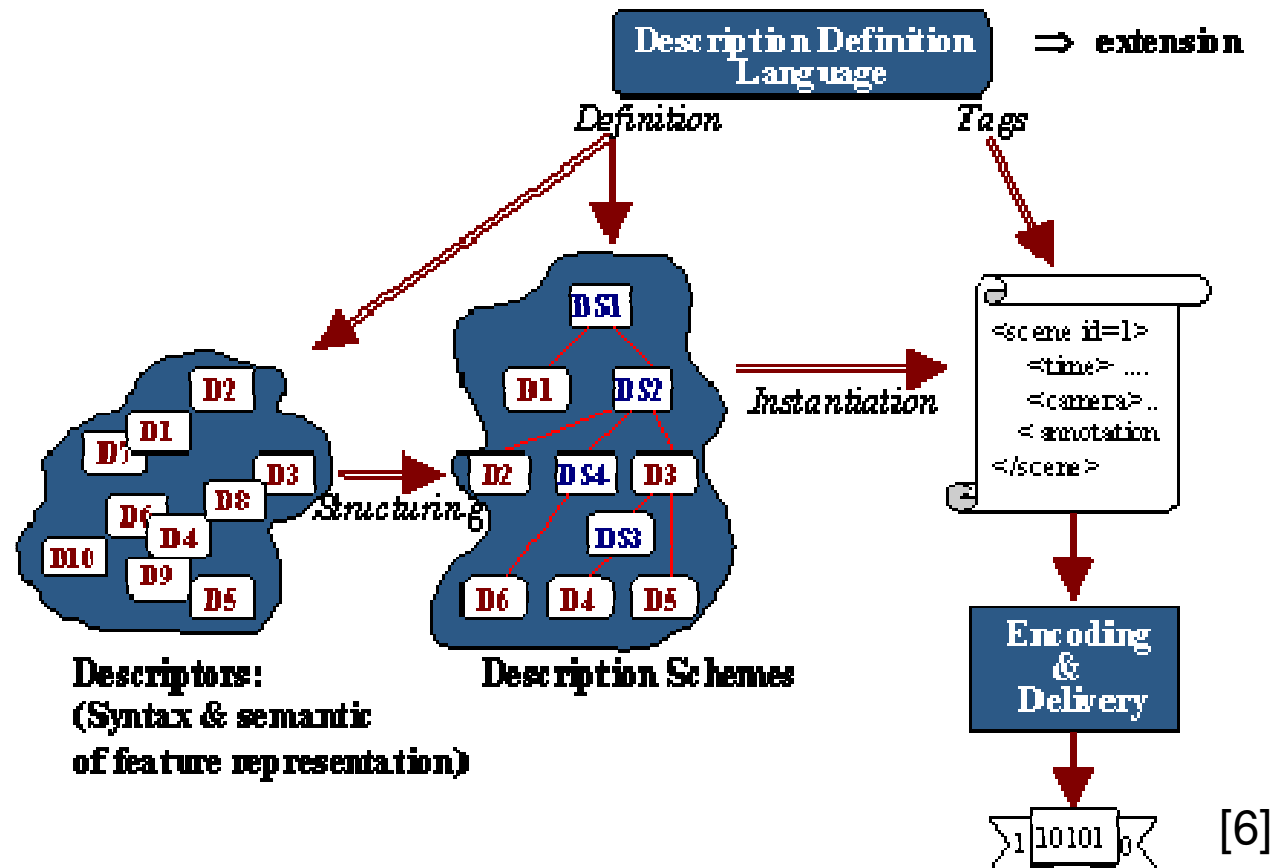 Description Definition
Language
⇒ extension
Definition
Tags
DS1
D1
DS2
D2
DS4
D3
DS3
D6
D4
D5
D2
D1
D7
D3
D8
D6
D4
D10
D9
D5
Structuring
Instantiation
<scene id=1>
<time> ....
<camera>..
< annotation
</scene>
Descriptors:
(Syntax & semantic
of feature representation)
Description Schemes
Encoding
&
Delivery
1 10101 0
[6]